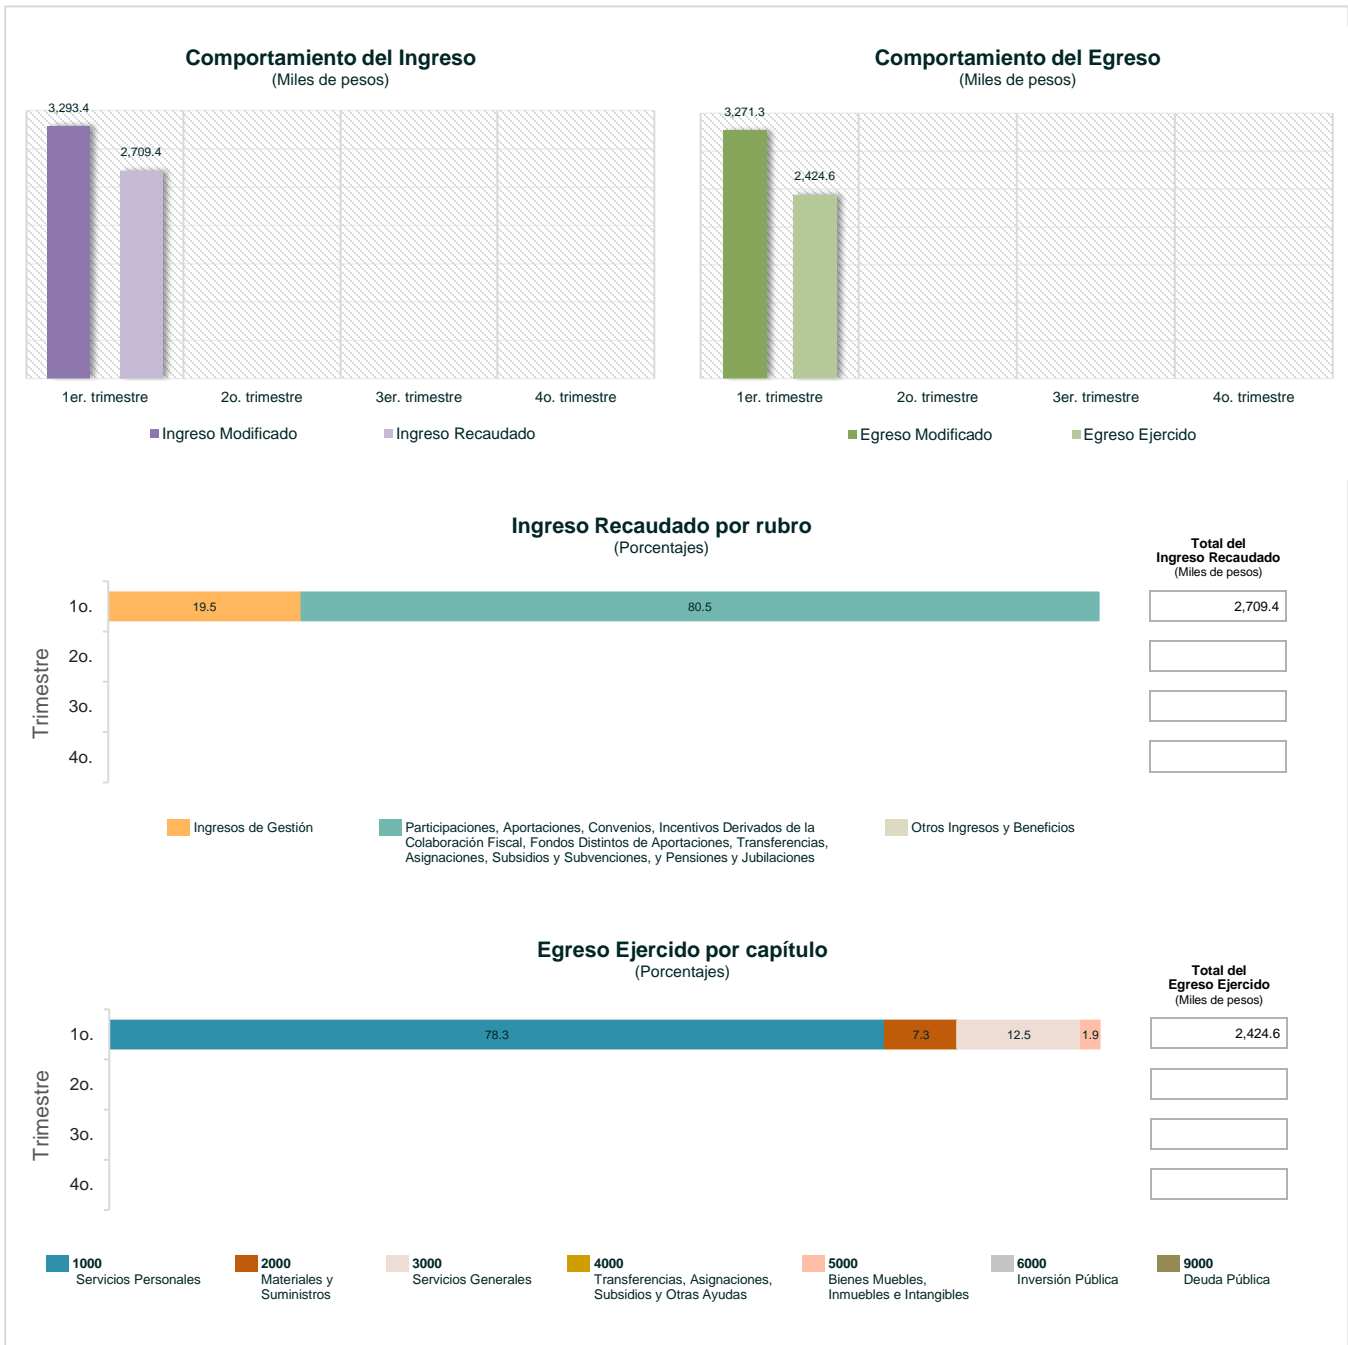 Comportamiento del Ingreso
(Miles de pesos)
3,293.4
2,709.4
1er. trimestre
2o. trimestre
3er. trimestre
4o. trimestre
Ingreso Modificado
Ingreso Recaudado
Comportamiento del Egreso
(Miles de pesos)
3,271.3
2,424.6
1er. trimestre
2o. trimestre
3er. trimestre
4o. trimestre
Egreso Modificado
Egreso Ejercido
Ingreso Recaudado por rubro
(Porcentajes)
Total del
Ingreso Recaudado
(Miles de pesos)
Trimestre
1o.
19.5
80.5
2,709.4
2o.
3o.
4o.
Ingresos de Gestión
Participaciones, Aportaciones, Convenios, Incentivos Derivados de la
Colaboración Fiscal, Fondos Distintos de Aportaciones, Transferencias,
Asignaciones, Subsidios y Subvenciones, y Pensiones y Jubilaciones
Otros Ingresos y Beneficios
Egreso Ejercido por capítulo
(Porcentajes)
Total del
Egreso Ejercido
(Miles de pesos)
Trimestre
1o.
78.3
7.3
12.5
1.9
2,424.6
2o.
3o.
4o.
1000
Servicios Personales
2000
Materiales y
Suministros
3000
Servicios Generales
4000
Transferencias, Asignaciones,
Subsidios y Otras Ayudas
5000
Bienes Muebles,
Inmuebles e Intangibles
6000
Inversión Pública
9000
Deuda Pública